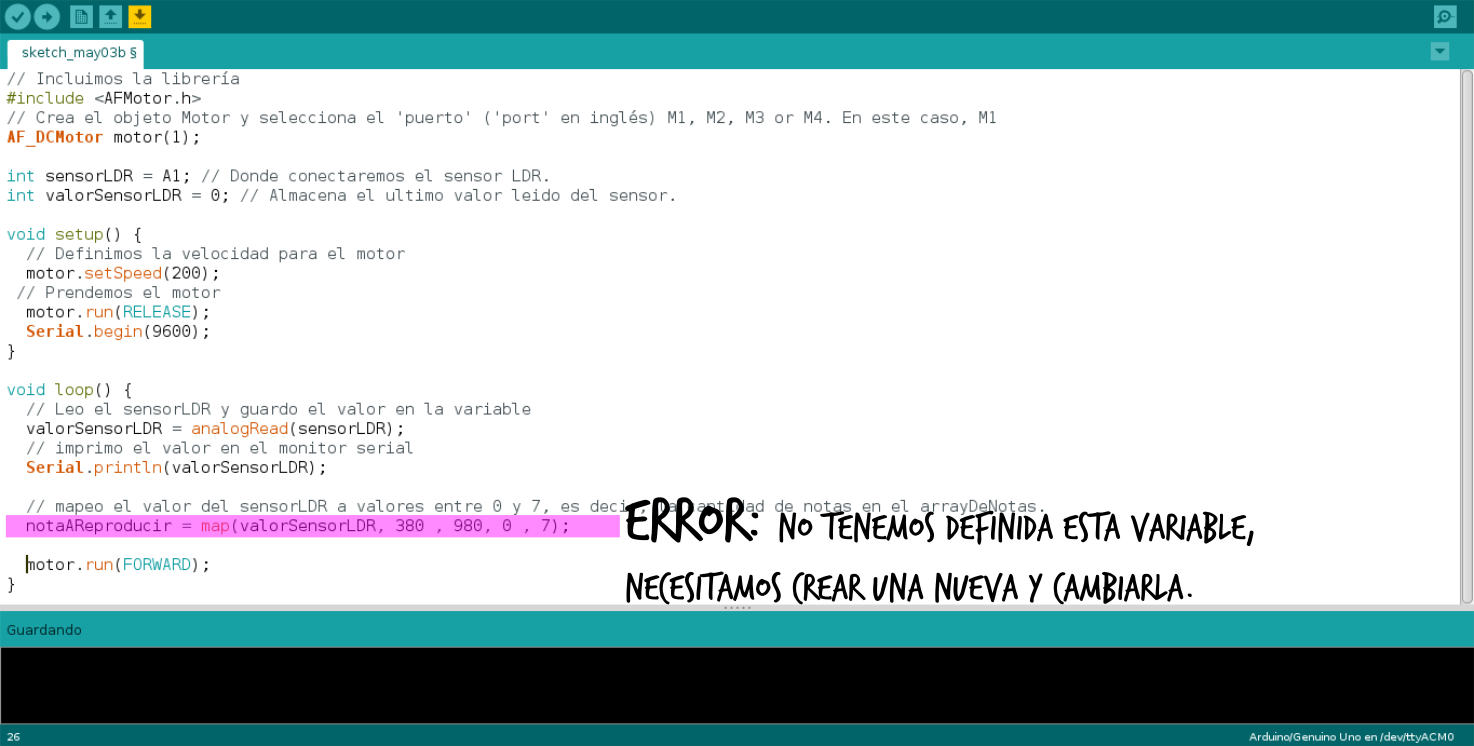 sketch_may03b §
// Incluimos la librería
#include <AFMotor.h>
// Crea el objeto Motor y selecciona el 'puerto' ('port' en inglés) M1, M2, M3 or M4. En este caso, M1
AF_DCMotor motor(1);
int sensorLDR = A1; // Donde conectaremos el sensor LDR.
int valorSensorLDR = 0; // Almacena el ultimo valor leido del sensor.
void setup() {
// Definimos la velocidad para el motor
motor.setSpeed(200);
// Prendemos el motor
motor.run(RELEASE);
Serial.begin(9600);
}
void loop() {
// Leo el sensorLDR y guardo el valor en la variable
valorSensorLDR = analogRead(sensorLDR);
// imprimo el valor en el monitor serial
Serial.println(valorSensorLDR);
// mapeo el valor del sensorLDR a valores entre 0 y 7, es decir, la cantidad de notas en el arrayDeNotas.
notaAReproducir = map(valorSensorLDR, 380 , 980, 0 , 7);
ERROR: NO TENEMOS DEFINIDA ESTA VARIABLE,
motor.run(FORWARD);
NECESITAMOS CREAR UNA NUEVA Y CAMBIARLA.
}
Guardando
26
Arduino/Genuino Uno en /dev/ttyACM0